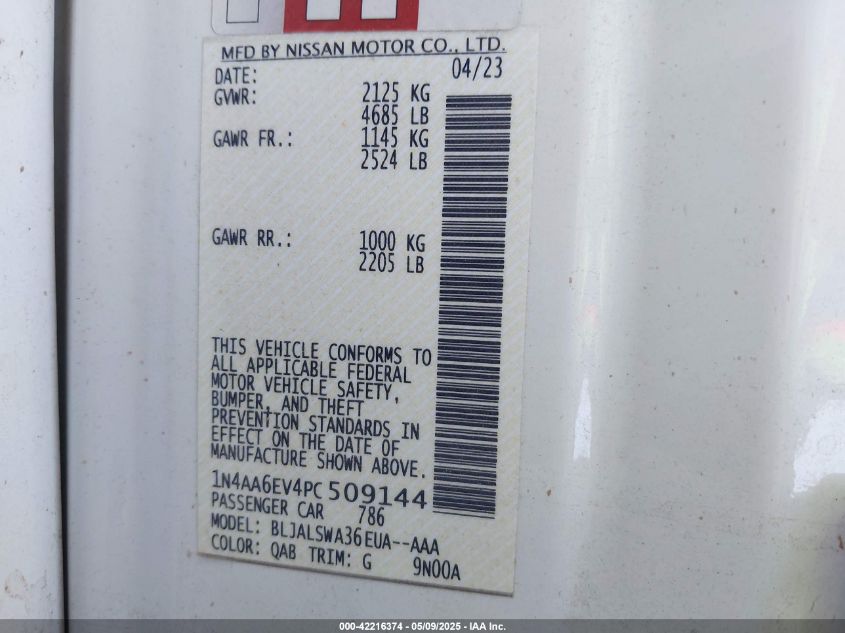 MFD BY NISSAN MOTOR CO., LTD.
DATE: 04/23
GVWR: 2125 KG
4685 LB
GAWR FR.: 1145 KG
2524 LB
GAWR RR.: 1000 KG
2205 LB
THIS VEHICLE CONFORMS TO
ALL APPLICABLE FEDERAL
MOTOR VEHICLE SAFETY,
BUMPER, AND THEFT
PREVENTION STANDARDS IN
EFFECT ON THE DATE OF
MANUFACTURE SHOWN ABOVE.
1N4AA6EV4PC509144
PASSENGER CAR 786
MODEL: BLJALSWA36EUA--AAA
COLOR: QAB TRIM: G 9N00A
000-42216374 - 05/09/2025 - IAA Inc.